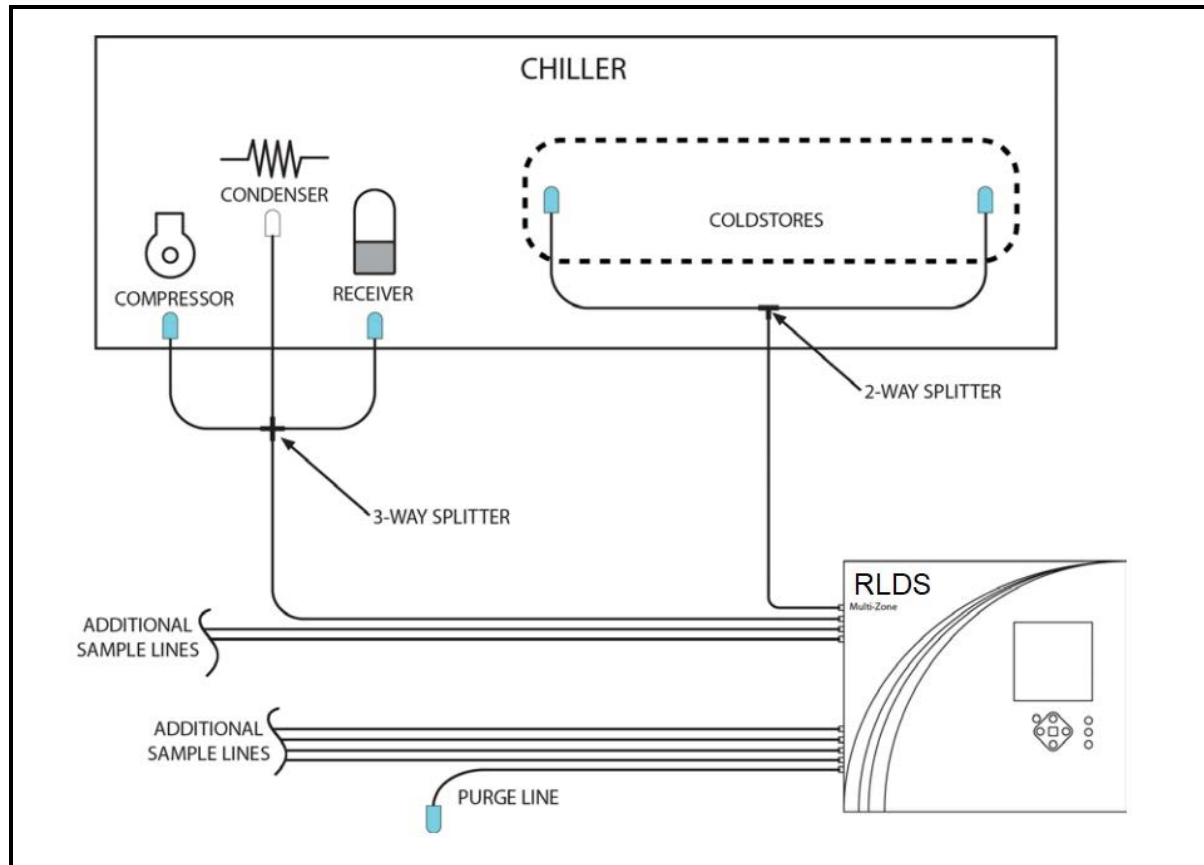 CHILLER
CONDENSER
COLDSTORES
COMPRESSOR
RECEIVER
2-WAY SPLITTER
3-WAY SPLITTER
RLDS
Multi-Zone
ADDITIONAL
SAMPLE LINES
ADDITIONAL
SAMPLE LINES
PURGE LINE